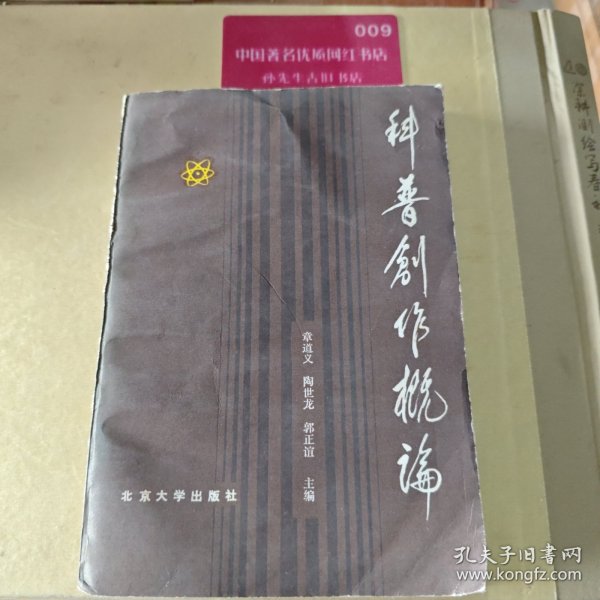 009
中国著名优质网红书店
孙先生古旧书店
科普創作概論
章道义 陶世龙 郭正谊 主编
北京大学出版社
孔夫子旧书网
www.kongfz.com